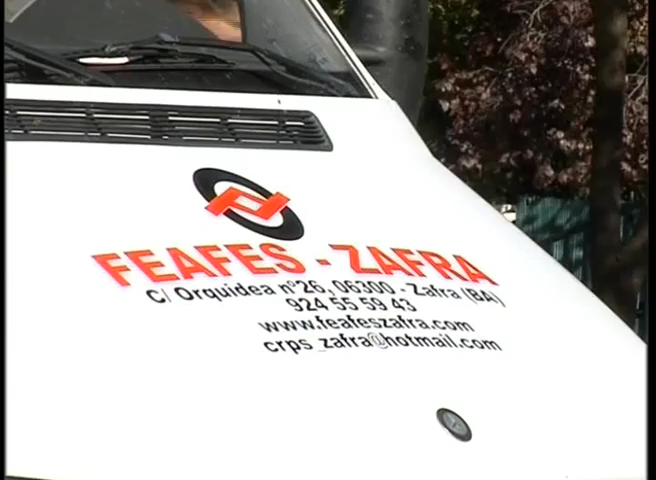 FEAFES - ZAFRA
C/ Orquidea nº26, 06300 - Zafra (BA)
924 55 59 43
www.feafeszafra.com
crps_zafra@hotmail.com